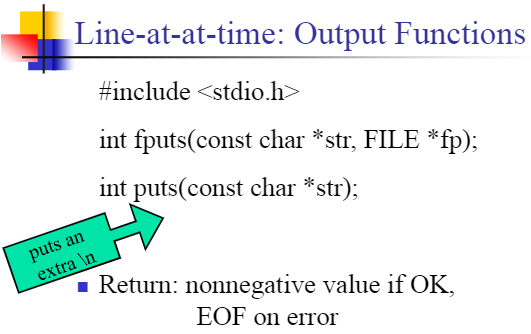 Line-at-at-time: Output Functions
#include <stdio.h>
int fputs(const char *str, FILE *fp);
int puts(const char *str);
puts an
extra \n
Return: nonnegative value if OK,
EOF on error